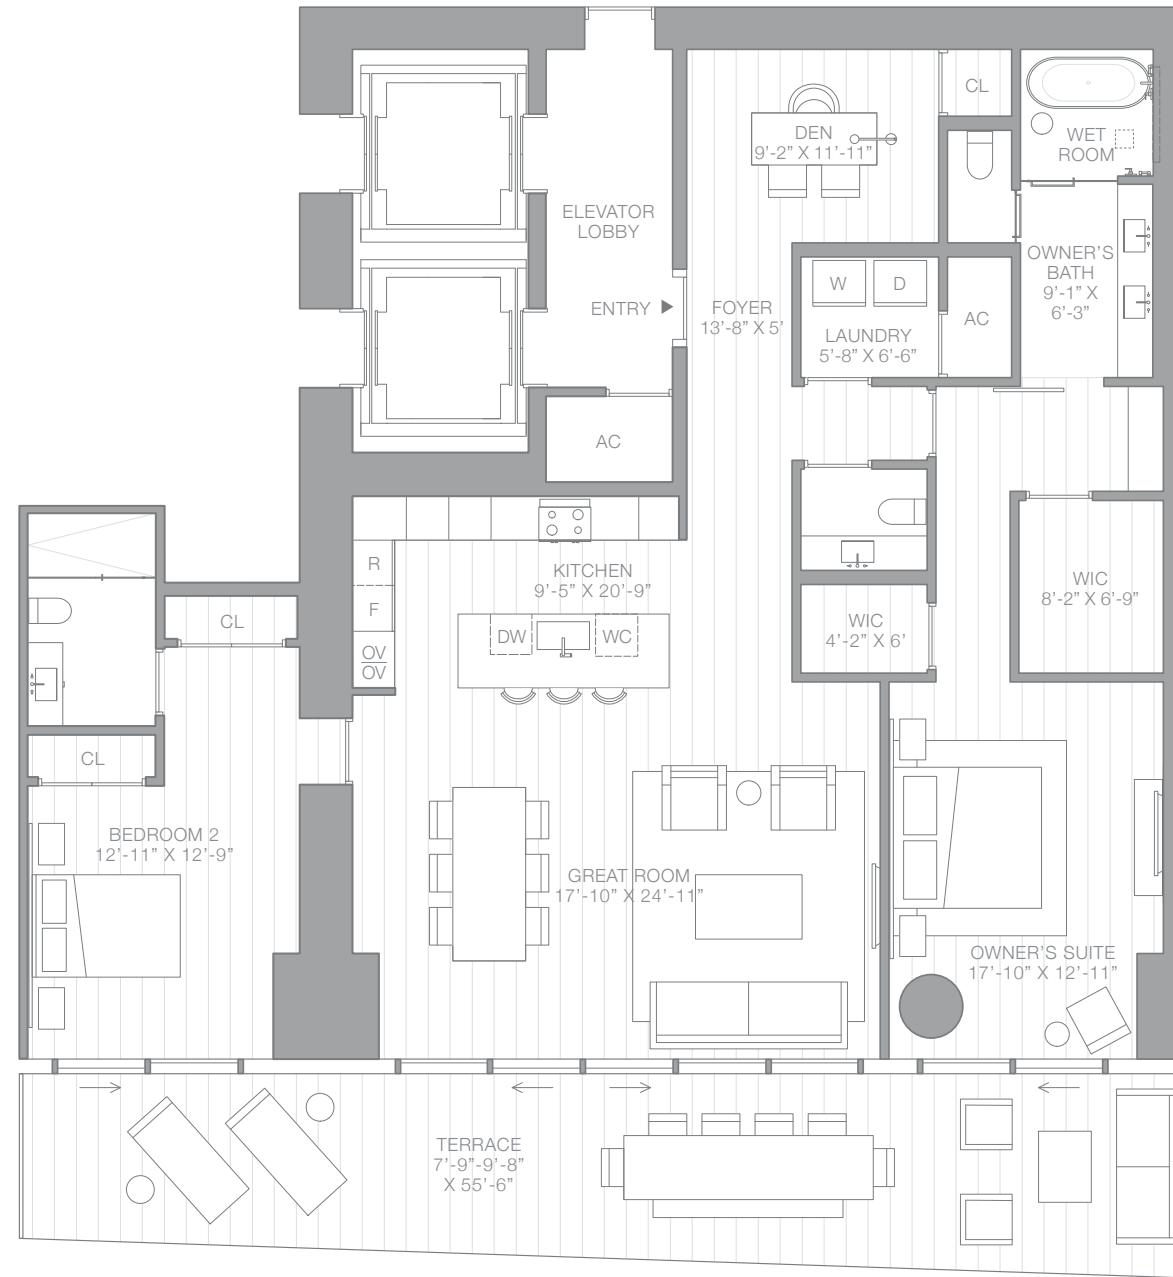 CL
DEN
9'-2" X 11'-11"
WET
ROOM
ELEVATOR
LOBBY
OWNER'S
BATH
9'-1" X
6'-3"
W
D
ENTRY
FOYER
13'-8" X 5'
AC
LAUNDRY
5'-8" X 6'-6"
AC
R
F
OV
OV
KITCHEN
9'-5" X 20'-9"
DW
WC
WIC
8'-2" X 6'-9"
WIC
4'-2" X 6'
CL
CL
BEDROOM 2
12'-11" X 12'-9"
GREAT ROOM
17'-10" X 24'-11"
OWNER'S SUITE
17'-10" X 12'-11"
TERRACE
7'-9"-9'-8"
X 55'-6"